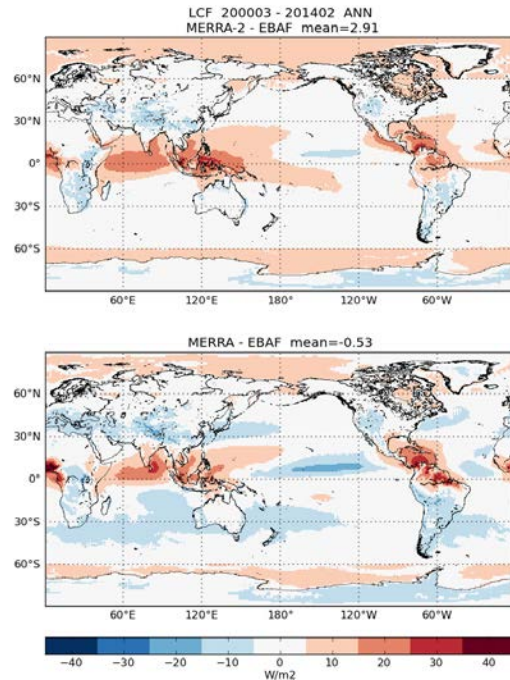 LCF 200003 - 201402 ANN
MERRA-2 - EBAF mean=2.91
60°N
30°N
0°
30°S
60°S
60°E 120°E 180° 120°W 60°W
MERRA - EBAF mean=-0.53
60°N
30°N
0°
30°S
60°S
60°E 120°E 180° 120°W 60°W
−40 −30 −20 −10 0 10 20 30 40
W/m2